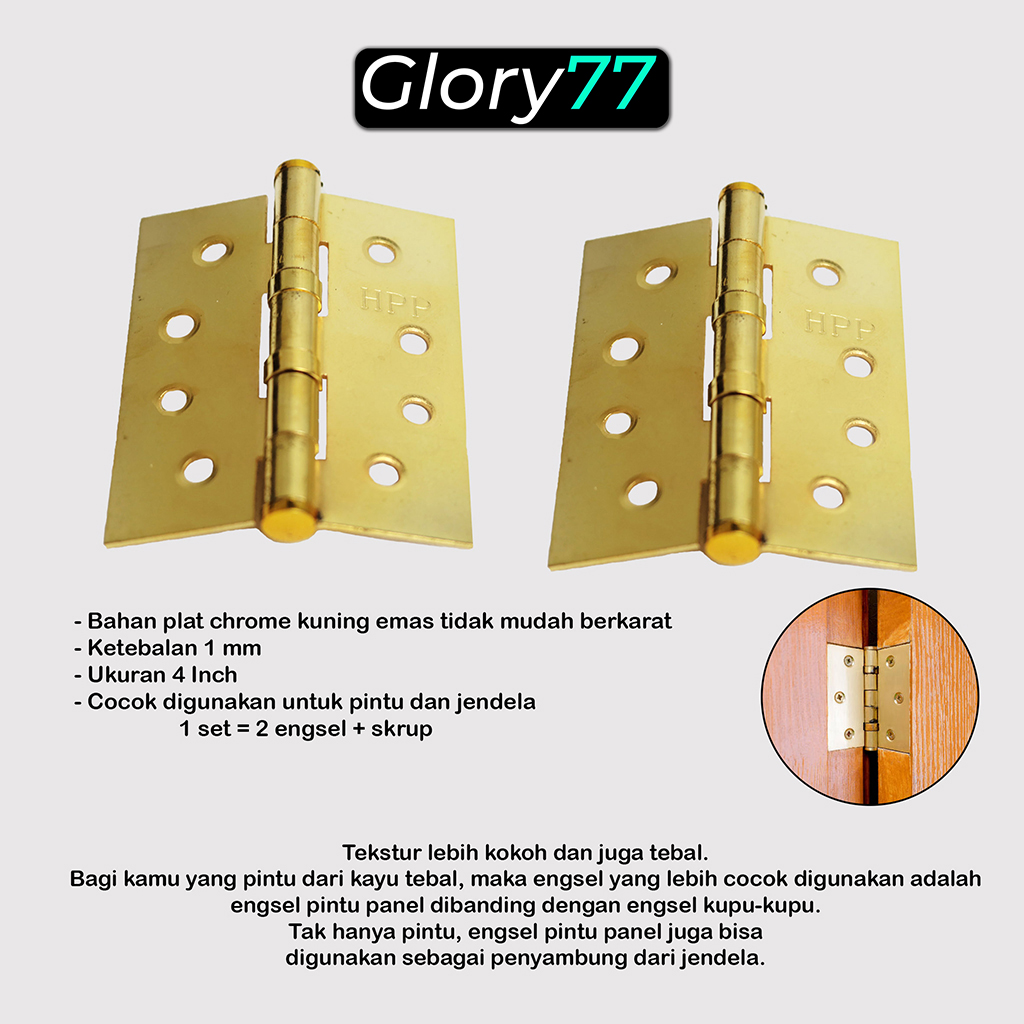 Glory77
HPP
HPP
- Bahan plat chrome kuning emas tidak mudah berkarat
- Ketebalan 1 mm
- Ukuran 4 Inch
- Cocok digunakan untuk pintu dan jendela
1 set = 2 engsel + skrup
Tekstur lebih kokoh dan juga tebal.
Bagi kamu yang pintu dari kayu tebal, maka engsel yang lebih cocok digunakan adalah
engsel pintu panel dibanding dengan engsel kupu-kupu.
Tak hanya pintu, engsel pintu panel juga bisa
digunakan sebagai penyambung dari jendela.